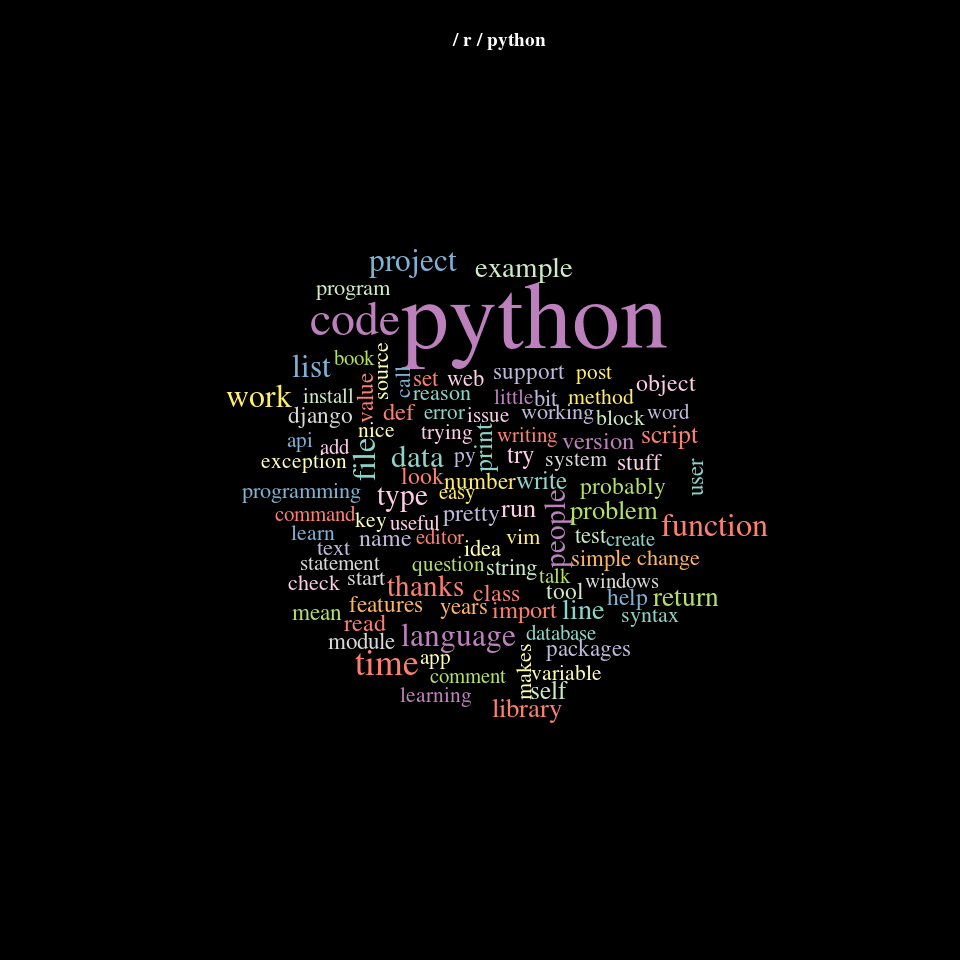 / r / python
project
example
program
code
python
list
book
source
call
set
web
support
post
object
work
install
value
reason
little
bit
method
django
def
error
issue
working
block
word
api
add
nice
trying
print
writing
version
script
exception
file
data
py
try
system
stuff
user
programming
look
number
write
type
easy
probably
command
key
useful
pretty
run
people
problem
function
learn
text
name
editor
idea
vim
test
create
statement
question
string
simple
change
check
start
thanks
class
talk
tool
windows
help
return
mean
features
years
import
line
syntax
read
module
language
database
packages
time
app
comment
makes
variable
learning
self
library